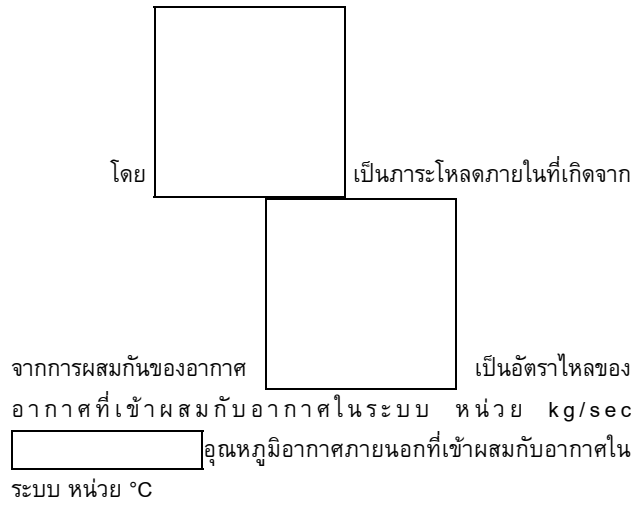 โดย เป็นภาระโหลดภายในที่เกิดจาก
จากการผสมกันของอากาศ เป็นอัตราไหลของ
อากาศที่เข้าผสมกับอากาศในระบบ หน่วย kg/sec
อุณหภูมิอากาศภายนอกที่เข้าผสมกับอากาศใน
ระบบ หน่วย °C